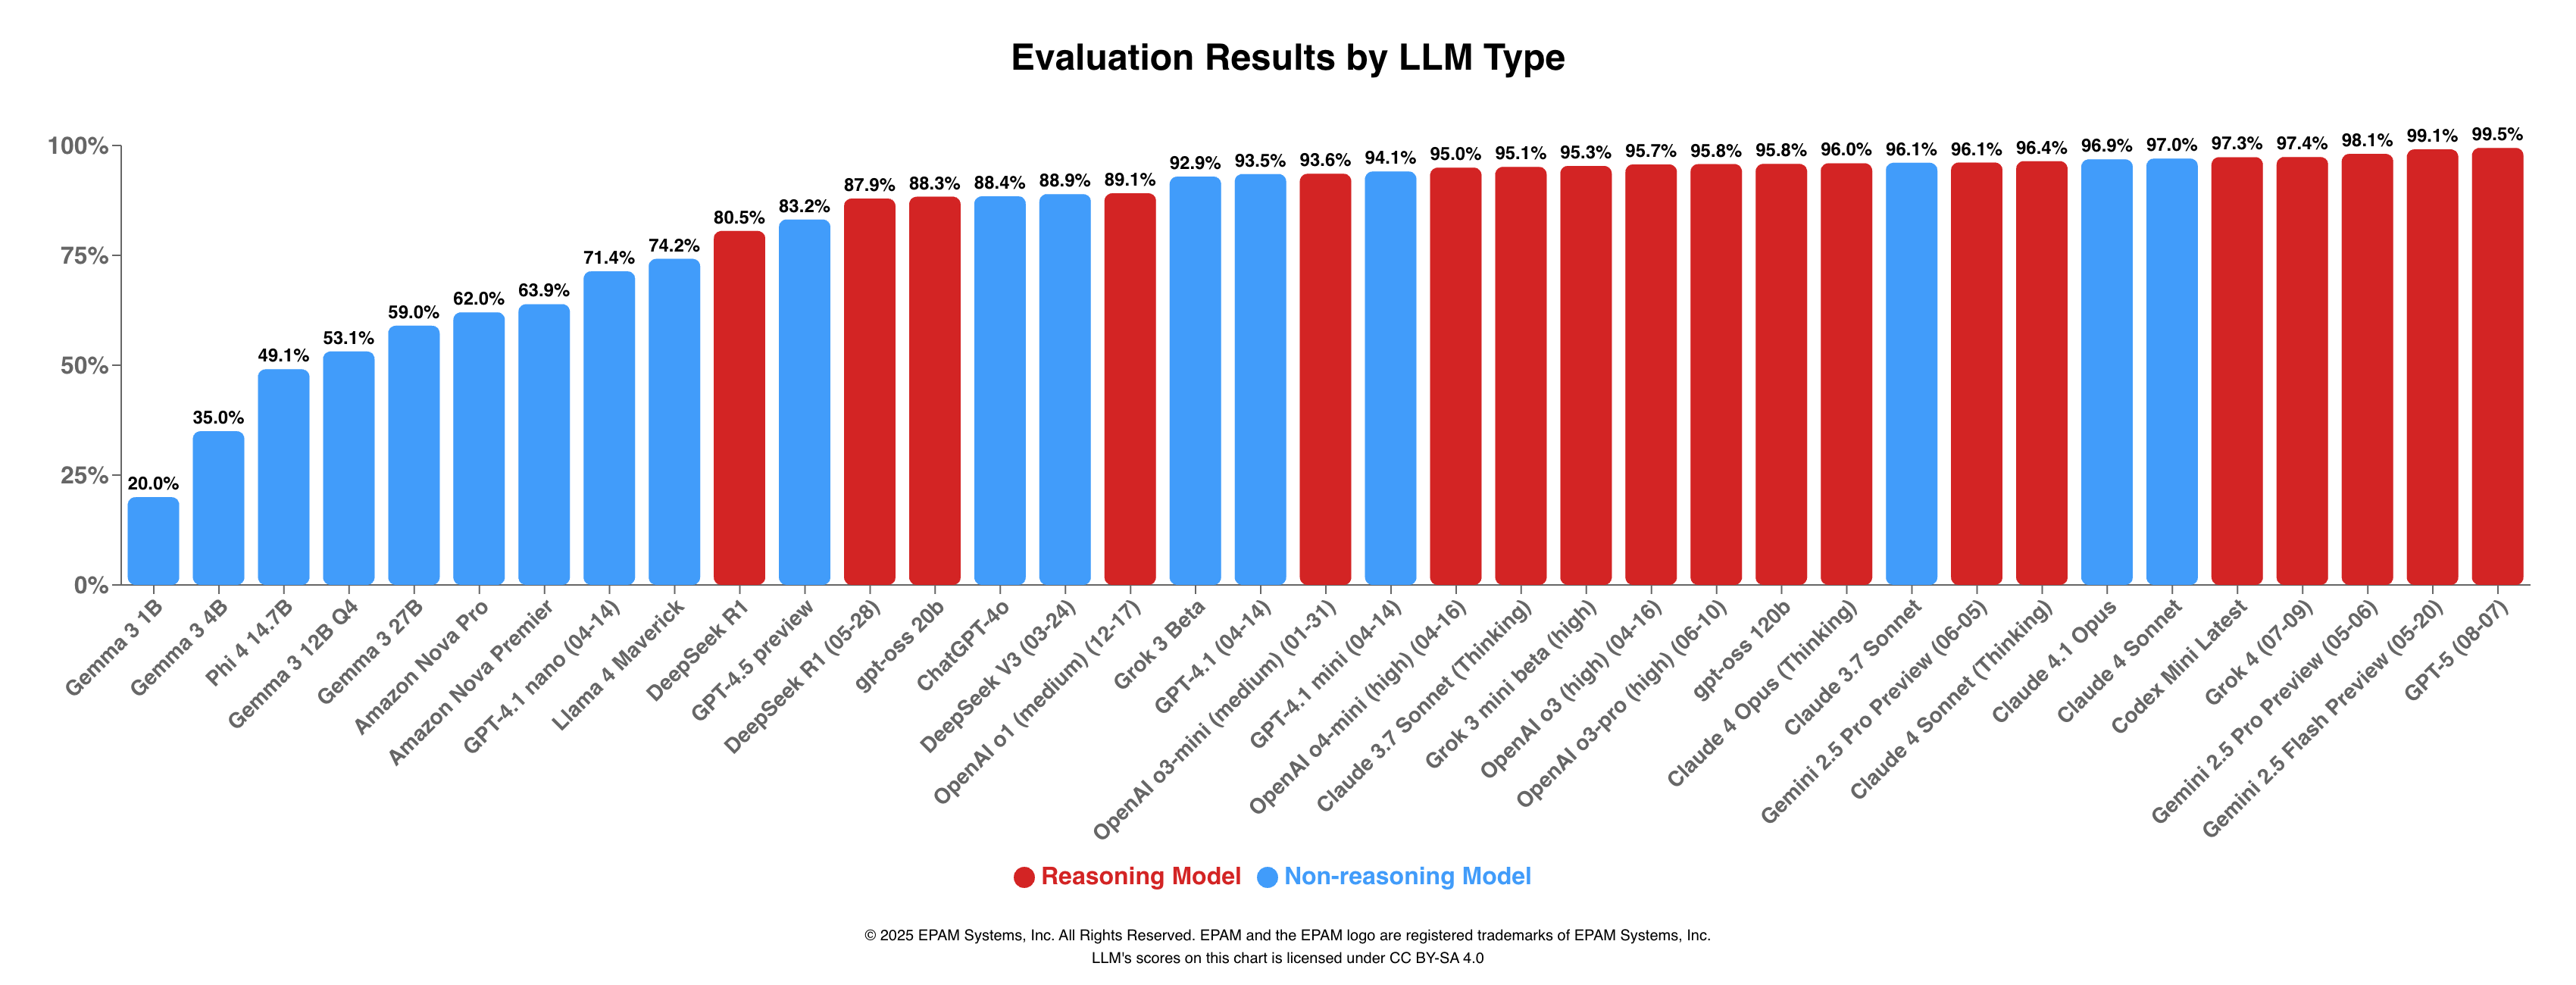 Evaluation Results by LLM Type
100%
75%
50%
25%
0%
20.0%
35.0%
49.1%
53.1%
59.0%
62.0%
63.9%
71.4%
74.2%
80.5%
83.2%
87.9%
88.3%
88.4%
88.9%
89.1%
92.9%
93.5%
93.6%
94.1%
95.0%
95.1%
95.3%
95.7%
95.8%
95.8%
96.0%
96.1%
96.1%
96.4%
96.9%
97.0%
97.3%
97.4%
98.1%
99.1%
99.5%
Gemma 3 1B
Gemma 3 4B
Phi 4 14.7B
Gemma 3 12B Q4
Gemma 3 27B
Amazon Nova Pro
Amazon Nova Premier
GPT-4.1 nano (04-14)
Llama 4 Maverick
DeepSeek R1
GPT-4.5 preview
DeepSeek R1 (05-28)
gpt-oss 20b
ChatGPT-4o
DeepSeek V3 (03-24)
OpenAI o1 (medium) (12-17)
Grok 3 Beta
GPT-4.1 (04-14)
OpenAI o3-mini (medium) (01-31)
GPT-4.1 mini (04-14)
OpenAI o4-mini (high) (04-16)
Claude 3.7 Sonnet (Thinking)
Grok 3 mini beta (high)
OpenAI o3 (high) (04-16)
OpenAI o3-pro (high) (06-10)
gpt-oss 120b
Claude 4 Opus (Thinking)
Claude 3.7 Sonnet
Gemini 2.5 Pro Preview (06-05)
Claude 4 Sonnet (Thinking)
Claude 4.1 Opus
Claude 4 Sonnet
Codex Mini Latest
Grok 4 (07-09)
Gemini 2.5 Pro Preview (05-06)
Gemini 2.5 Flash Preview (05-20)
GPT-5 (08-07)
Reasoning Model
Non-reasoning Model
© 2025 EPAM Systems, Inc. All Rights Reserved. EPAM and the EPAM logo are registered trademarks of EPAM Systems, Inc.
LLM's scores on this chart is licensed under CC BY-SA 4.0